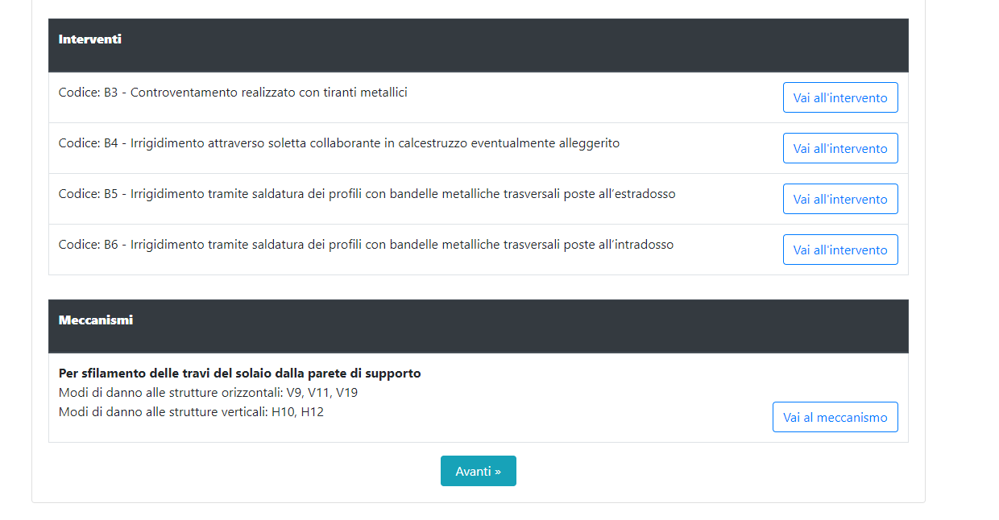 Interventi
Codice: B3 - Controventamento realizzato con tiranti metallici
Vai all'intervento
Codice: B4 - Irrigidimento attraverso soletta collaborante in calcestruzzo eventualmente alleggerito
Vai all'intervento
Codice: B5 - Irrigidimento tramite saldatura dei profili con bandelle metalliche trasversali poste all’estradosso
Vai all'intervento
Codice: B6 - Irrigidimento tramite saldatura dei profili con bandelle metalliche trasversali poste all’intradosso
Vai all'intervento
Meccanismi
Per sfilamento delle travi del solaio dalla parete di supporto
Modi di danno alle strutture orizzontali: V9, V11, V19
Modi di danno alle strutture verticali: H10, H12
Vai al meccanismo
Avanti »